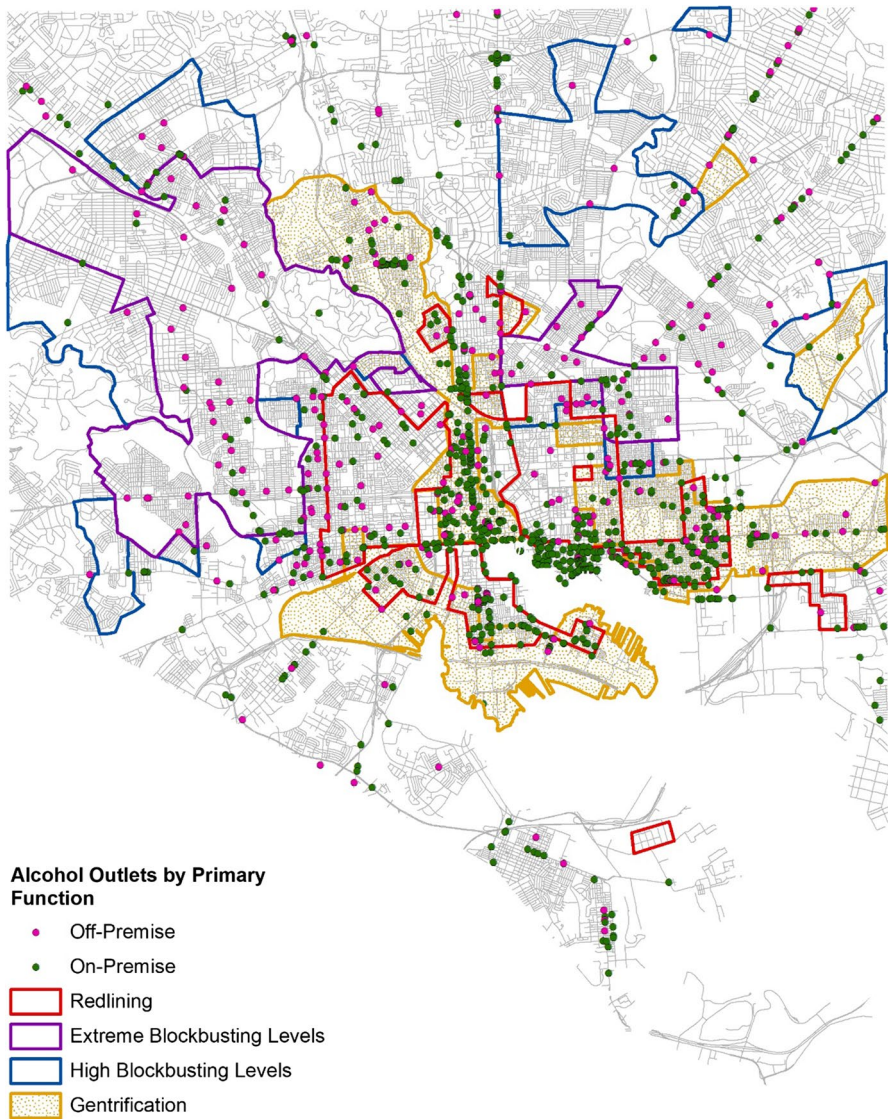 Alcohol Outlets by Primary
Function
Off-Premise
On-Premise
Redlining
Extreme Blockbusting Levels
High Blockbusting Levels
Gentrification